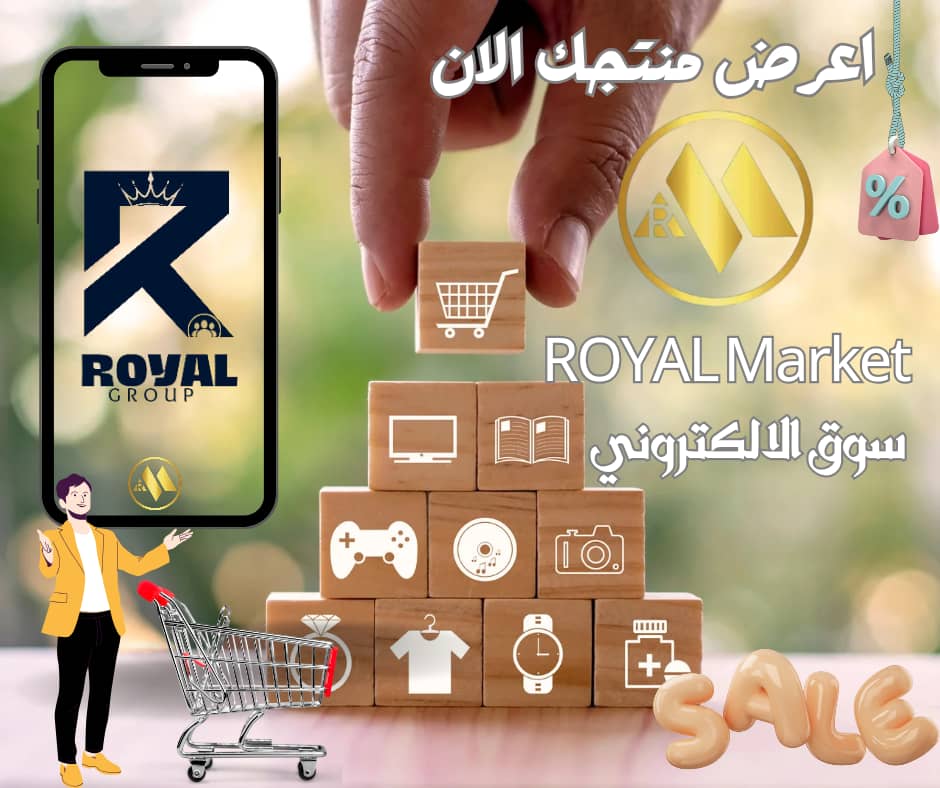 اعرض منتجك الان
%
R
ROYAL
GROUP
ROYAL Market
سوق الالكتروني
SALE